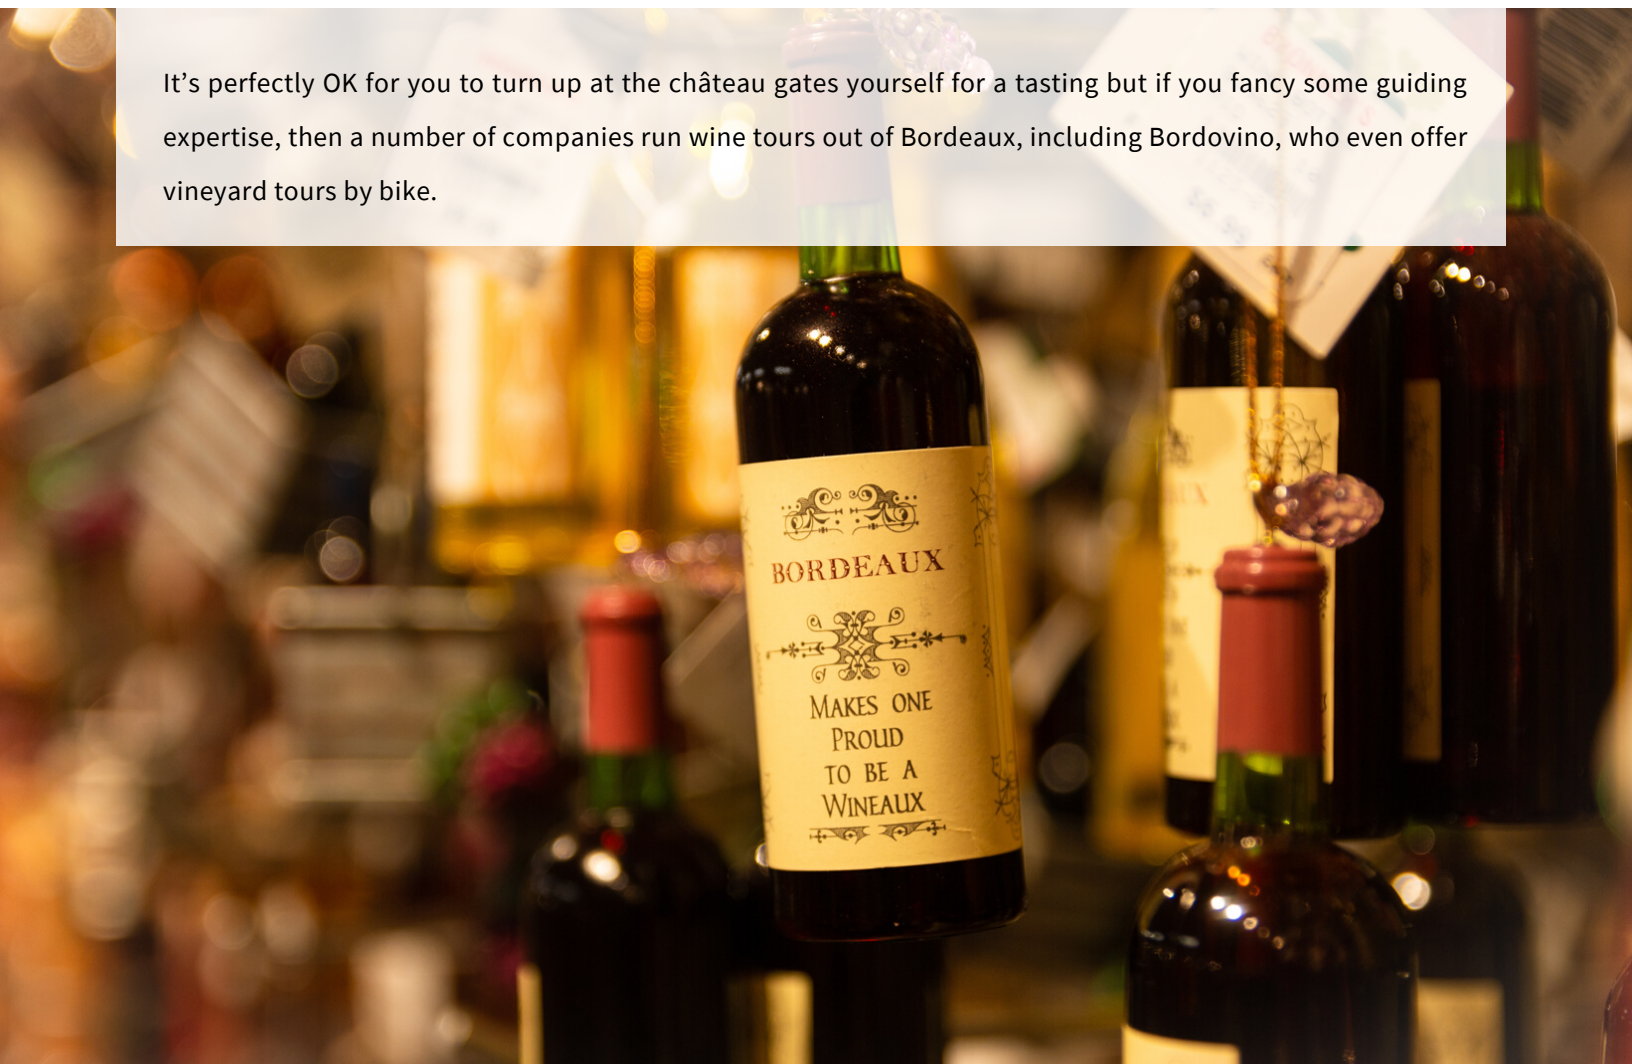 It’s perfectly OK for you to turn up at the château gates yourself for a tasting but if you fancy some guiding
expertise, then a number of companies run wine tours out of Bordeaux, including Bordovino, who even offer
vineyard tours by bike.
BORDEAUX
MAKES ONE
PROUD
TO BE A
WINEAUX